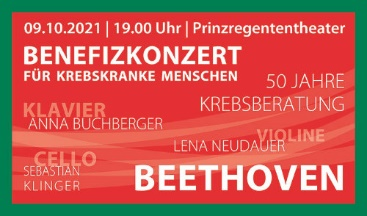 09.10.2021 | 19.00 Uhr | Prinzregententheater
BENEFIZKONZERT
FÜR KREBSKRANKE MENSCHEN
50 JAHRE
KREBSBERATUNG
KLAVIER
ANNA BUCHBERGER
VIOLINE
LENA NEUDAUER
CELLO
SEBASTIAN
KLINGER
BEETHOVEN